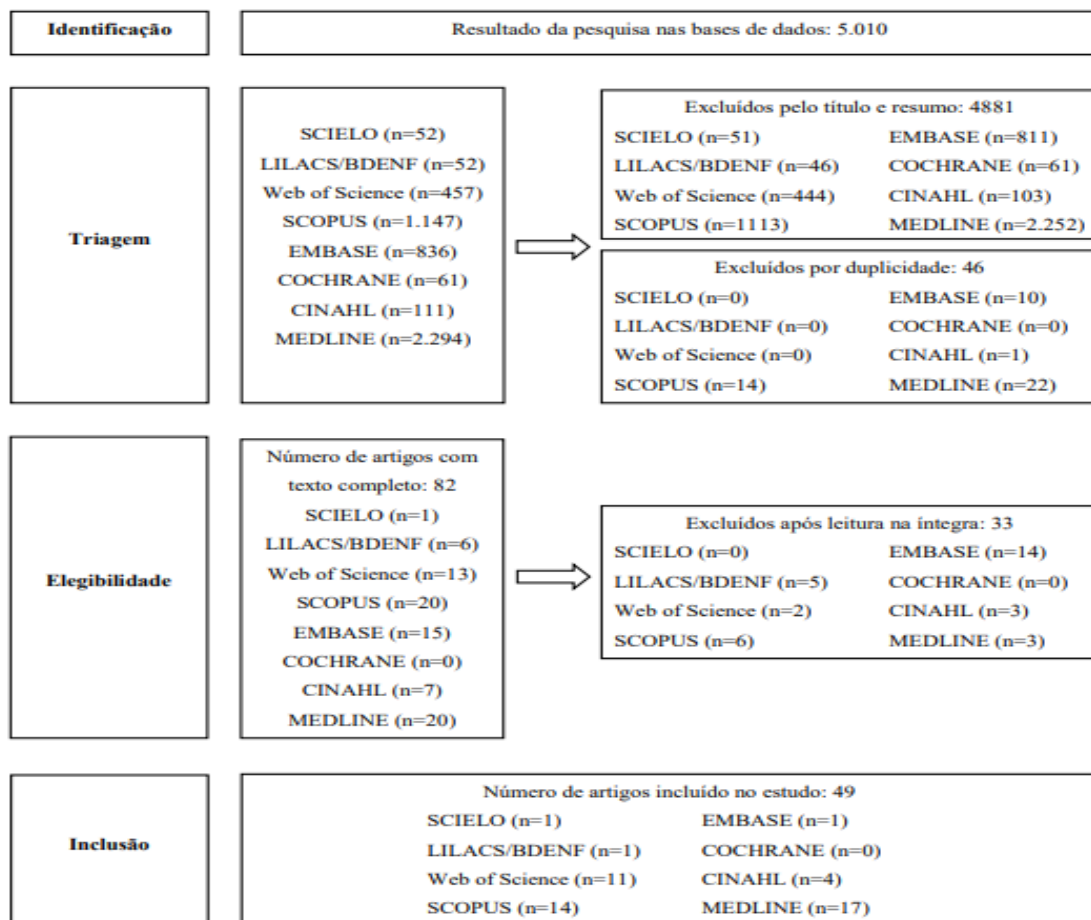 Identificação
Resultado da pesquisa nas bases de dados: 5.010
Triagem
SCIELO (n=52)
LILACS/BDENF (n=52)
Web of Science (n=457)
SCOPUS (n=1.147)
EMBASE (n=836)
COCHRANE (n=61)
CINAHL (n=111)
MEDLINE (n=2.294)
Excluídos pelo título e resumo: 4881
SCIELO (n=51) EMBASE (n=811)
LILACS/BDENF (n=46) COCHRANE (n=61)
Web of Science (n=444) CINAHL (n=103)
SCOPUS (n=1113) MEDLINE (n=2.252)
Excluídos por duplicidade: 46
SCIELO (n=0) EMBASE (n=10)
LILACS/BDENF (n=0) COCHRANE (n=0)
Web of Science (n=0) CINAHL (n=1)
SCOPUS (n=14) MEDLINE (n=22)
Elegibilidade
Número de artigos com
texto completo: 82
SCIELO (n=1)
LILACS/BDENF (n=6)
Web of Science (n=13)
SCOPUS (n=20)
EMBASE (n=15)
COCHRANE (n=0)
CINAHL (n=7)
MEDLINE (n=20)
Excluídos após leitura na íntegra: 33
SCIELO (n=0) EMBASE (n=14)
LILACS/BDENF (n=5) COCHRANE (n=0)
Web of Science (n=2) CINAHL (n=3)
SCOPUS (n=6) MEDLINE (n=3)
Inclusão
Número de artigos incluído no estudo: 49
SCIELO (n=1) EMBASE (n=1)
LILACS/BDENF (n=1) COCHRANE (n=0)
Web of Science (n=11) CINAHL (n=4)
SCOPUS (n=14) MEDLINE (n=17)